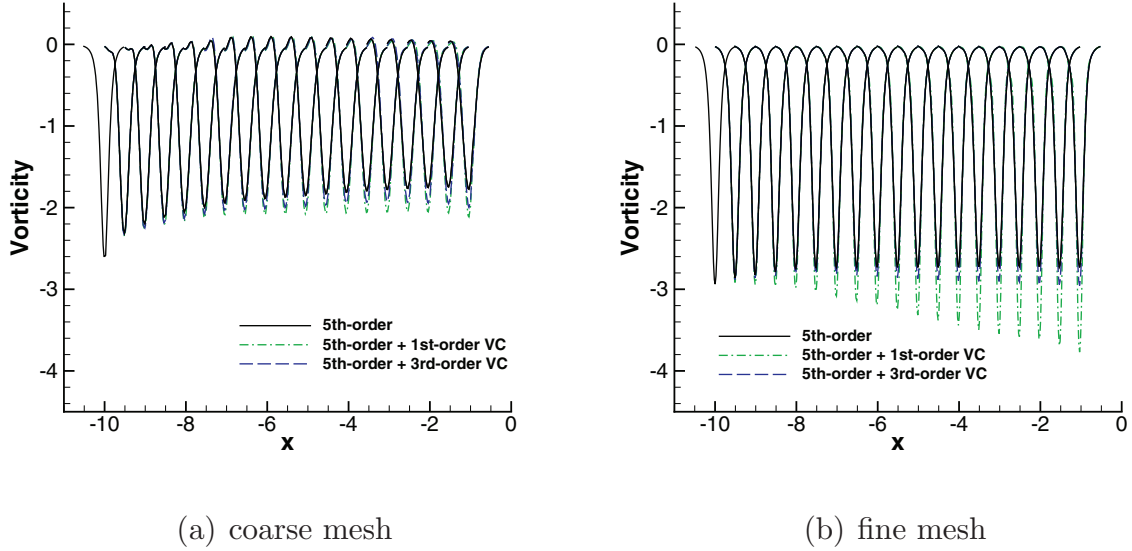 0
-1
-2
-3
-4
Vorticity
5th-order
5th-order + 1st-order VC
5th-order + 3rd-order VC
-10
-8
-6
-4
-2
0
x
(a) coarse mesh
0
-1
-2
-3
-4
Vorticity
5th-order
5th-order + 1st-order VC
5th-order + 3rd-order VC
-10
-8
-6
-4
-2
0
x
(b) fine mesh